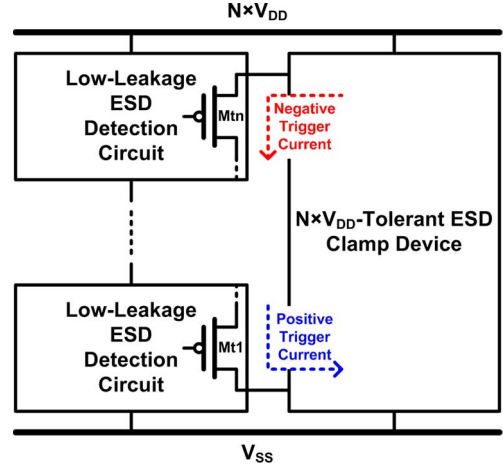 N×VDD
Low-Leakage
ESD
Detection
Circuit
Mtn
Negative
Trigger
Current
N×VDD-Tolerant ESD
Clamp Device
Low-Leakage
ESD
Detection
Circuit
Mt1
Positive
Trigger
Current
VSS